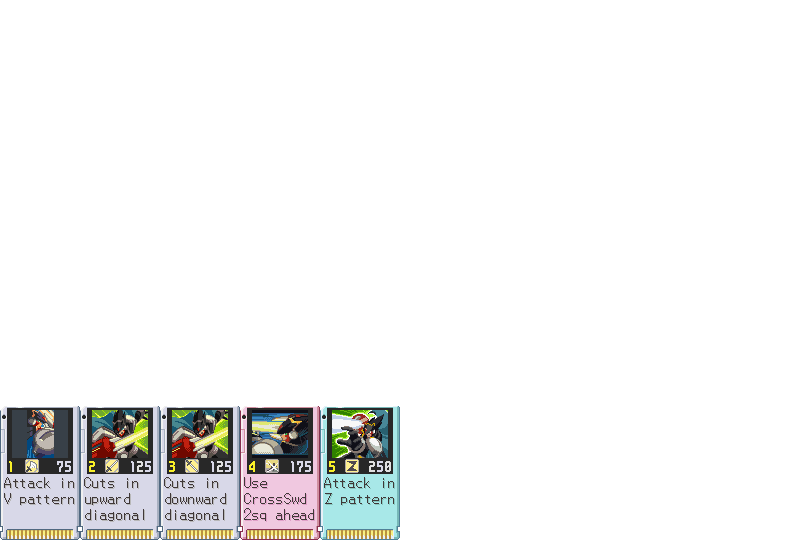 1 75
Attack in
V pattern
2 125
Cuts in
upward
diagonal
3 125
Cuts in
downward
diagonal
4 175
Use
CrossSwd
2sq ahead
5 Z 250
Attack in
Z pattern